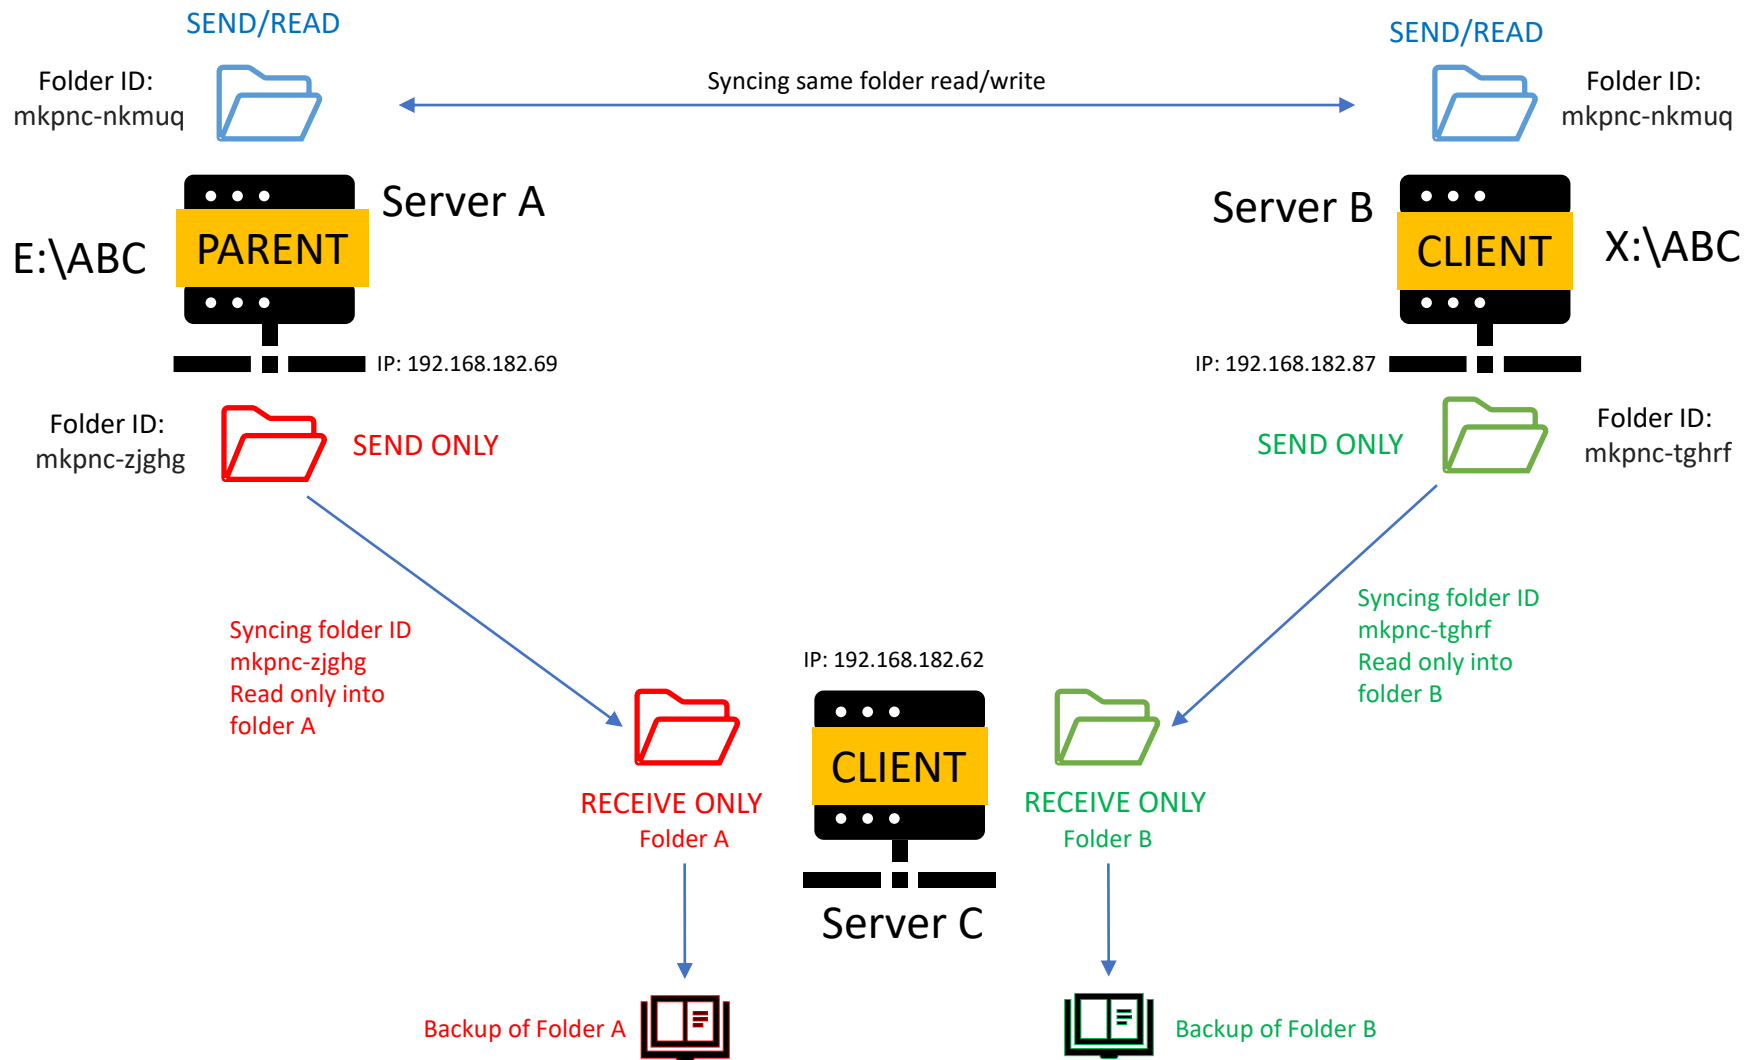 SEND/READ
SEND/READ
Folder ID:
mkpnc-nkmuq
Syncing same folder read/write
Folder ID:
mkpnc-nkmuq
Server A
Server B
E:\ABC
PARENT
CLIENT
X:\ABC
IP: 192.168.182.69
IP: 192.168.182.87
Folder ID:
mkpnc-zjghg
SEND ONLY
SEND ONLY
Folder ID:
mkpnc-tghrf
Syncing folder ID
mkpnc-zjghg
Read only into
folder A
Syncing folder ID
mkpnc-tghrf
Read only into
folder B
IP: 192.168.182.62
CLIENT
RECEIVE ONLY
Folder A
RECEIVE ONLY
Folder B
Server C
Backup of Folder A
Backup of Folder B